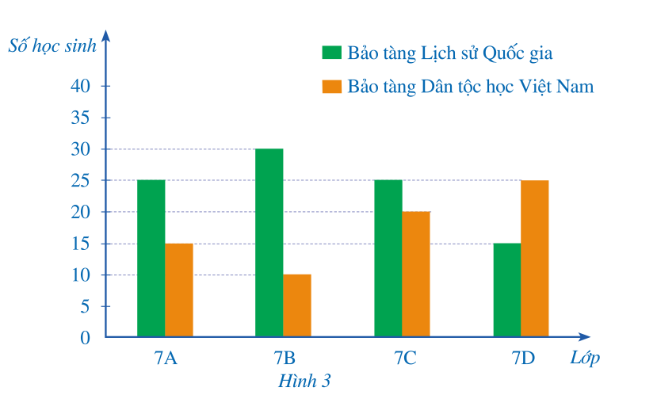 Số học sinh
Bảo tàng Lịch sử Quốc gia
Bảo tàng Dân tộc học Việt Nam
40
35
30
25
20
15
10
5
0
7A 7B 7C 7D Lớp
Hình 3